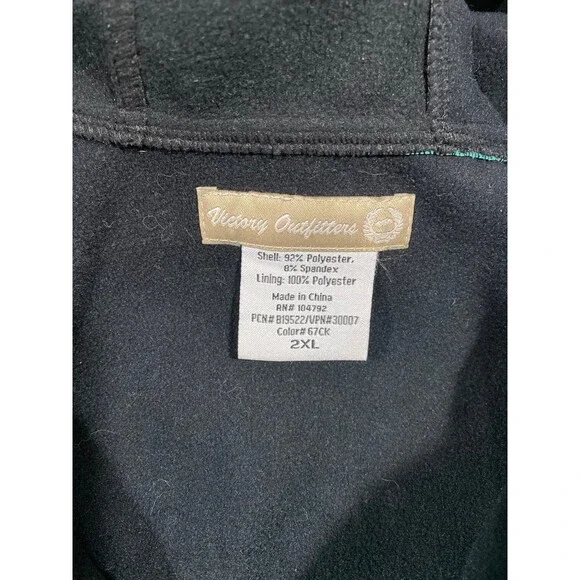 Victory Outfitters
Shell: 92% Polyester,
8% Spandex
Lining: 100% Polyester
Made in China
RN# 104792
PCN# B19522/VPN#30007
Color# 67CK
2XL